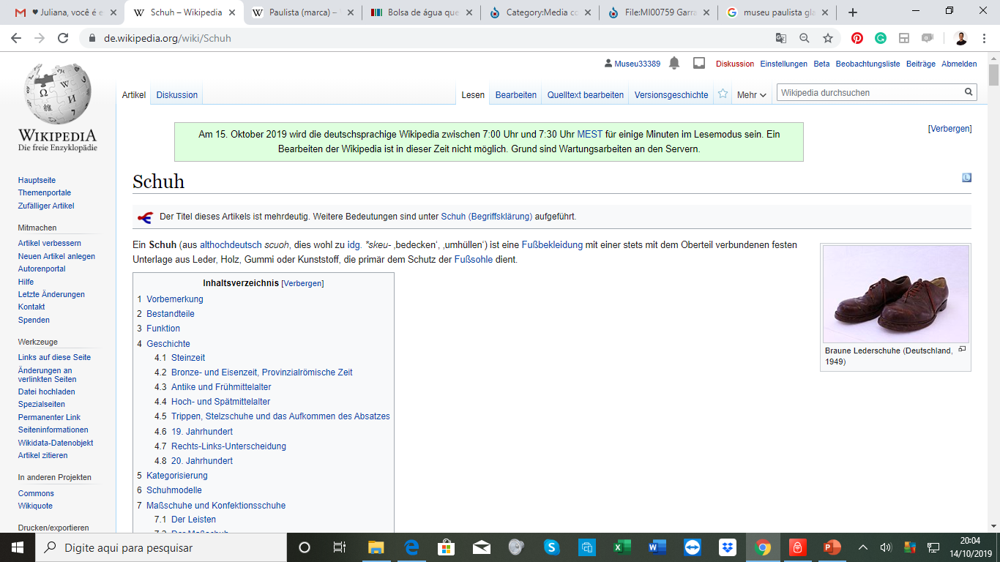 ♥ Juliana, você é e
Schuh – Wikipedia
Paulista (marca) –
Bolsa de água que
Category:Media co
File:MI00759 Garra
museu paulista gla
de.wikipedia.org/wiki/Schuh
Museu33389
Diskussion
Einstellungen
Beta
Beobachtungsliste
Beiträge
Abmelden
Artikel
Diskussion
Lesen
Bearbeiten
Quelltext bearbeiten
Versionsgeschichte
Mehr
Wikipedia durchsuchen
WIKIPEDIA
Die freie Enzyklopädie
Am 15. Oktober 2019 wird die deutschsprachige Wikipedia zwischen 7:00 Uhr und 7:30 Uhr MEST für einige Minuten im Lesemodus sein. Ein
Bearbeiten der Wikipedia ist in dieser Zeit nicht möglich. Grund sind Wartungsarbeiten an den Servern.
[Verbergen]
Hauptseite
Themenportale
Zufälliger Artikel
Mitmachen
Artikel verbessern
Neuen Artikel anlegen
Autorenportal
Hilfe
Letzte Änderungen
Kontakt
Spenden
Werkzeuge
Links auf diese Seite
Änderungen an
verlinkten Seiten
Datei hochladen
Spezialseiten
Permanenter Link
Seiteninformationen
Wikidata-Datenobjekt
Artikel zitieren
In anderen Projekten
Commons
Wikiquote
Drucken/exportieren
Schuh
Der Titel dieses Artikels ist mehrdeutig. Weitere Bedeutungen sind unter Schuh (Begriffsklärung) aufgeführt.
Ein Schuh (aus althochdeutsch scuoh, dies wohl zu idg. *skeu- ‚bedecken‘, ‚umhüllen‘) ist eine Fußbekleidung mit einer stets mit dem Oberteil verbundenen festen
Unterlage aus Leder, Holz, Gummi oder Kunststoff, die primär dem Schutz der Fußsohle dient.
Braune Lederschuhe (Deutschland,
1949)
Inhaltsverzeichnis [Verbergen]
1 Vorbemerkung
2 Bestandteile
3 Funktion
4 Geschichte
4.1 Steinzeit
4.2 Bronze- und Eisenzeit, Provinzialrömische Zeit
4.3 Antike und Frühmittelalter
4.4 Hoch- und Spätmittelalter
4.5 Trippen, Stelzschuhe und das Aufkommen des Absatzes
4.6 19. Jahrhundert
4.7 Rechts-Links-Unterscheidung
4.8 20. Jahrhundert
5 Kategorisierung
6 Schuhmodelle
7 Maßschuhe und Konfektionsschuhe
7.1 Der Leisten
7.2 Der Maßschuh
Digite aqui para pesquisar
20:04
14/10/2019